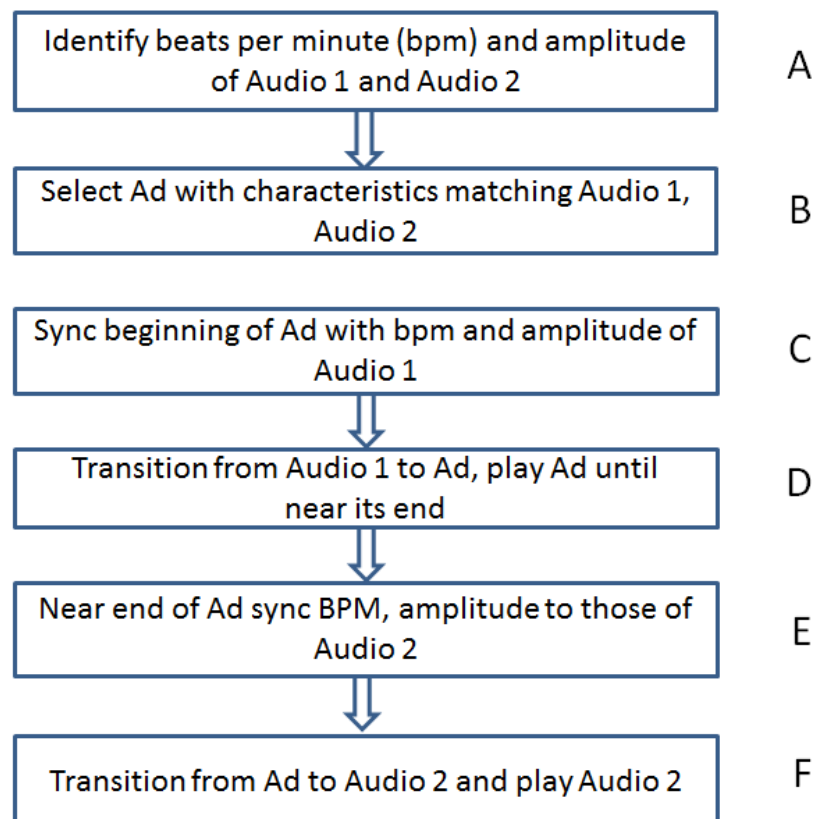 Identify beats per minute (bpm) and amplitude
of Audio 1 and Audio 2
A
Select Ad with characteristics matching Audio 1,
Audio 2
B
Sync beginning of Ad with bpm and amplitude of
Audio 1
C
Transition from Audio 1 to Ad, play Ad until
near its end
D
Near end of Ad sync BPM, amplitude to those of
Audio 2
E
Transition from Ad to Audio 2 and play Audio 2
F